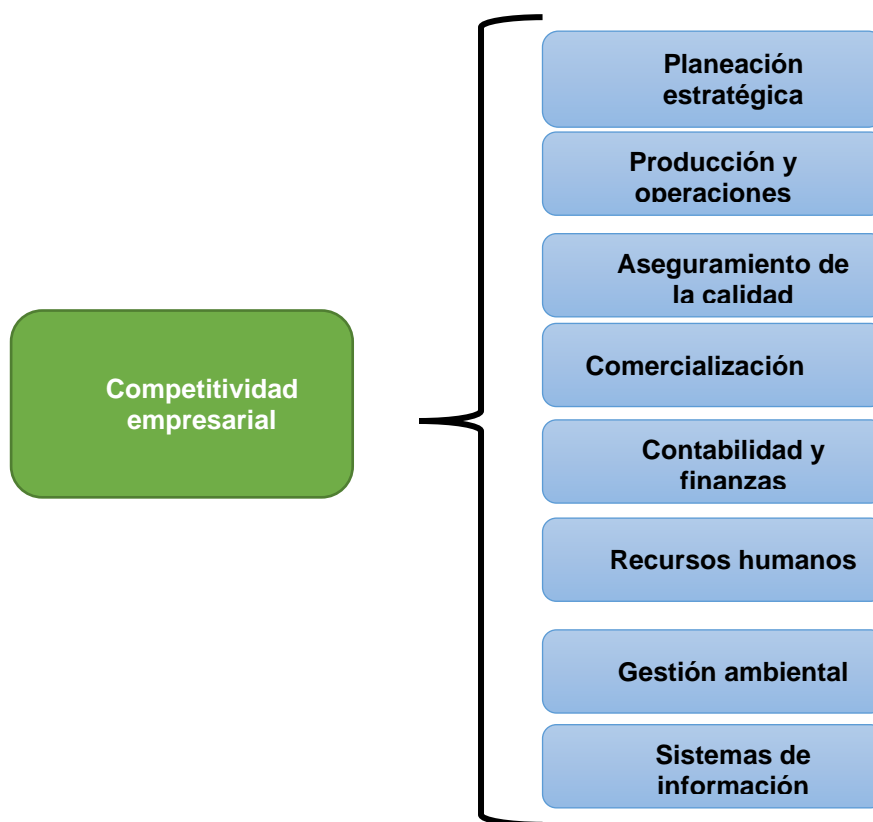 Planeación
estratégica
Producción y
operaciones
Aseguramiento de
la calidad
Competitividad
empresarial
Comercialización
Contabilidad y
finanzas
Recursos humanos
Gestión ambiental
Sistemas de
información